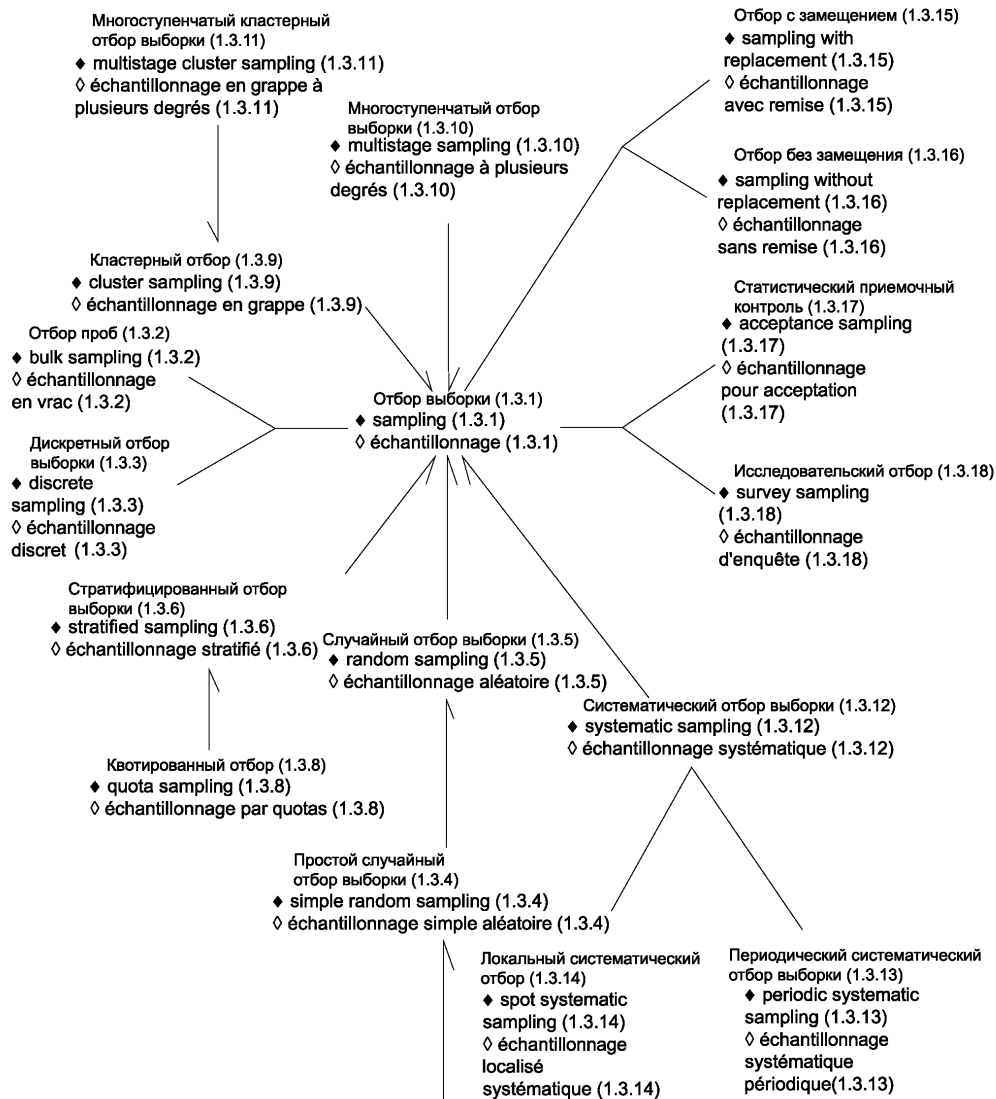 Многоступенчатый кластерный
отбор выборки (1.3.11)
♦ multistage cluster sampling (1.3.11)
◊ échantillonnage en grappe à
plusieurs degrés (1.3.11)
Многоступенчатый отбор
выборки (1.3.10)
♦ multistage sampling (1.3.10)
◊ échantillonnage à plusieurs
degrés (1.3.10)
Отбор с замещением (1.3.15)
♦ sampling with
replacement (1.3.15)
◊ échantillonnage
avec remise (1.3.15)
Отбор без замещения (1.3.16)
♦ sampling without
replacement (1.3.16)
◊ échantillonnage
sans remise (1.3.16)
Кластерный отбор (1.3.9)
♦ cluster sampling (1.3.9)
◊ échantillonnage en grappe (1.3.9)
Отбор проб (1.3.2)
♦ bulk sampling (1.3.2)
◊ échantillonnage
en vrac (1.3.2)
Статистический приемочный
контроль (1.3.17)
♦ acceptance sampling
(1.3.17)
◊ échantillonnage
pour acceptation
(1.3.17)
Отбор выборки (1.3.1)
♦ sampling (1.3.1)
◊ échantillonnage (1.3.1)
Дискретный отбор
выборки (1.3.3)
♦ discrete
sampling (1.3.3)
◊ échantillonnage
discret (1.3.3)
Исследовательский отбор (1.3.18)
♦ survey sampling
(1.3.18)
◊ échantillonnage
d'enquête (1.3.18)
Стратифицированный отбор
выборки (1.3.6)
♦ stratified sampling (1.3.6)
◊ échantillonnage stratifié (1.3.6)
Случайный отбор выборки (1.3.5)
♦ random sampling (1.3.5)
◊ échantillonnage aléatoire (1.3.5)
Систематический отбор выборки (1.3.12)
♦ systematic sampling (1.3.12)
◊ échantillonnage systématique (1.3.12)
Квотированный отбор (1.3.8)
♦ quota sampling (1.3.8)
◊ échantillonnage par quotas (1.3.8)
Простой случайный
отбор выборки (1.3.4)
♦ simple random sampling (1.3.4)
◊ échantillonnage simple aléatoire (1.3.4)
Локальный систематический
отбор (1.3.14)
♦ spot systematic
sampling (1.3.14)
◊ échantillonnage
localisé
systématique (1.3.14)
Периодический систематический
отбор выборки (1.3.13)
♦ periodic systematic
sampling (1.3.13)
◊ échantillonnage
systématique
périodique(1.3.13)